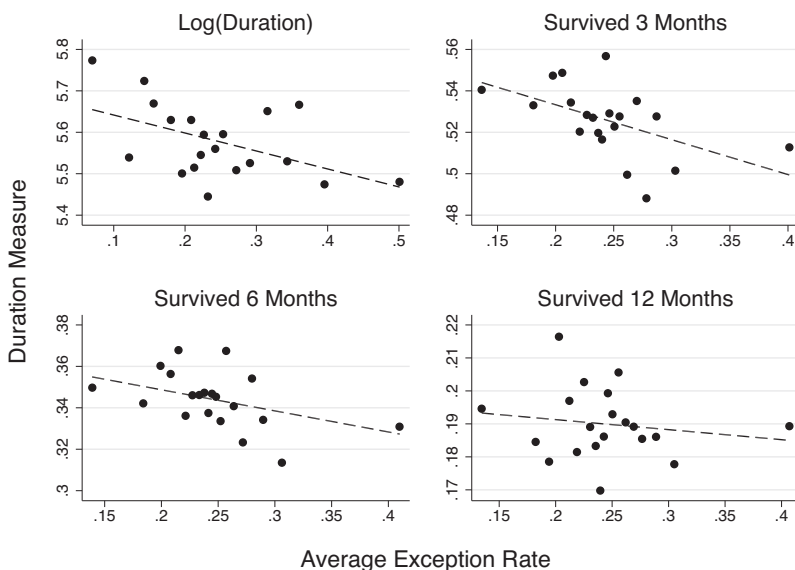 Log(Duration)
Survived 3 Months
5.8
5.7
5.6
5.5
5.4
.1 .2 .3 .4 .5
.56
.54
.52
.5
.48
.15 .2 .25 .3 .35 .4
Duration Measure
Survived 6 Months
Survived 12 Months
.38
.36
.34
.32
.3
.15 .2 .25 .3 .35 .4
.22
.21
.2
.19
.18
.17
.15 .2 .25 .3 .35 .4
Average Exception Rate